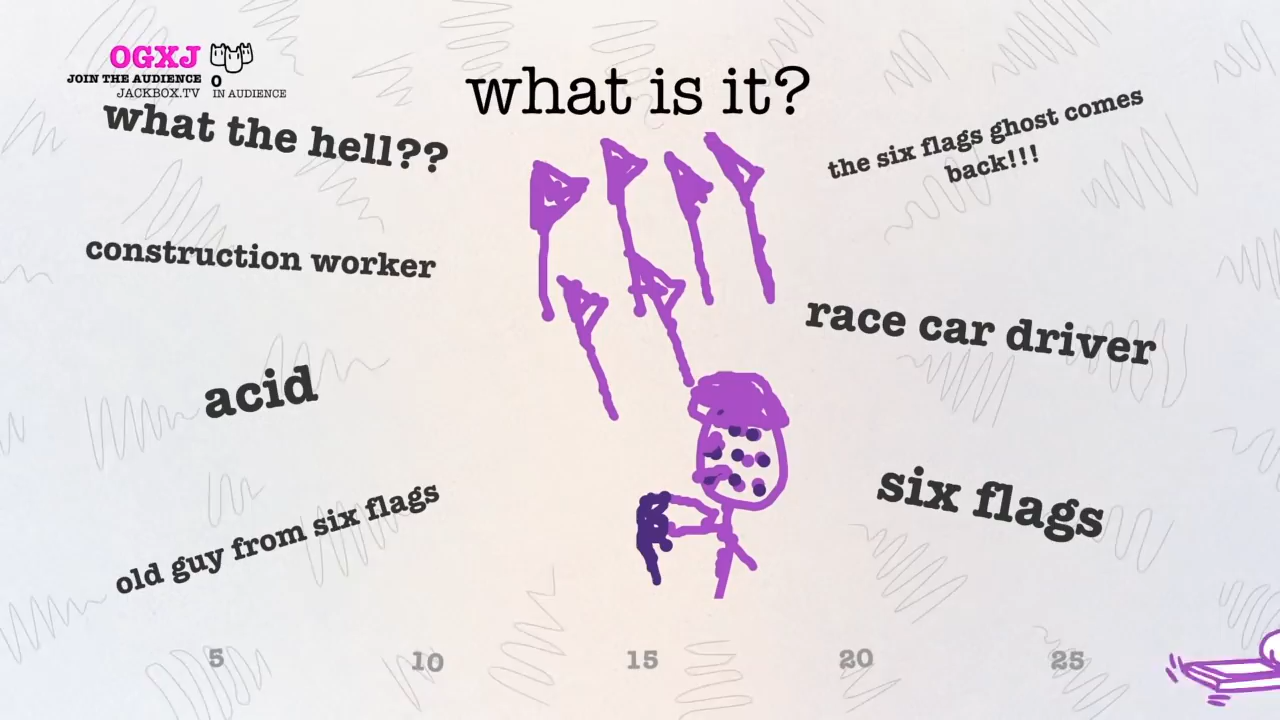 OGXJ
JOIN THE AUDIENCE
JACKBOX.TV
0
IN AUDIENCE
what is it?
what the hell??
the six flags ghost comes
back!!!
construction worker
race car driver
acid
six flags
old guy from six flags
5 10 15 20 25